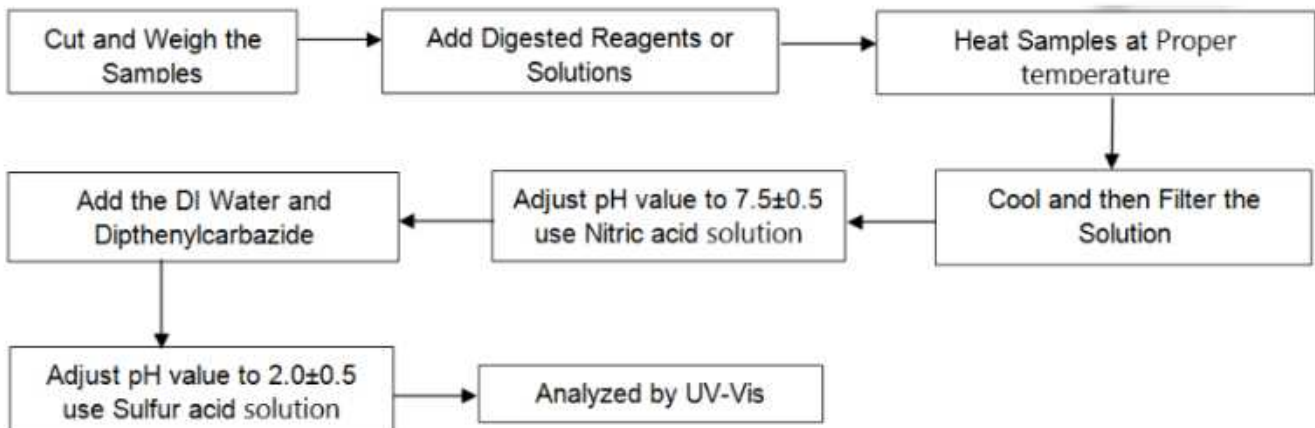 Cut and Weigh the
Samples
Add Digested Reagents or
Solutions
Heat Samples at Proper
temperature
Cool and then Filter the
Solution
Adjust pH value to 7.5±0.5
use Nitric acid solution
Add the DI Water and
Dipthenylcarbazide
Adjust pH value to 2.0±0.5
use Sulfur acid solution
Analyzed by UV-Vis